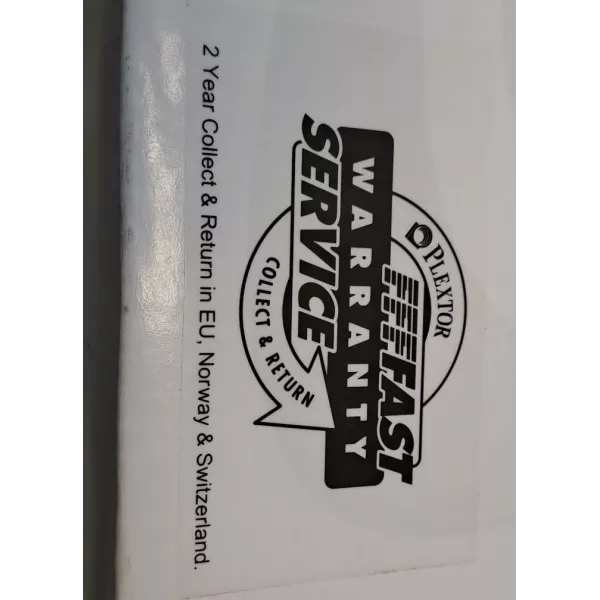 PLEXTOR
FAST
WARRANTY
SERVICE
COLLECT & RETURN
2 Year Collect & Return in EU, Norway & Switzerland.